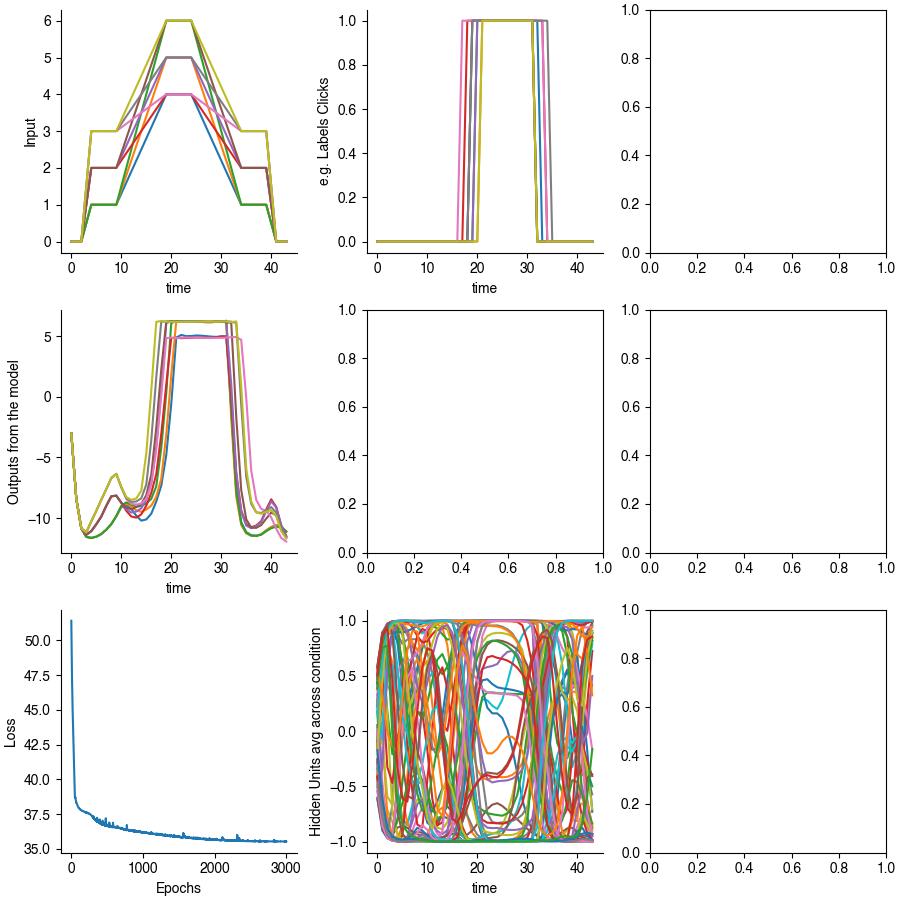 6
5
4
3
2
1
0
Input
0 10 20 30 40
time
1.0
0.8
0.6
0.4
0.2
0.0
e.g. Labels Clicks
0 10 20 30 40
time
1.0
0.8
0.6
0.4
0.2
0.0
0.0 0.2 0.4 0.6 0.8 1.0
5
0
−5
−10
Outputs from the model
0 10 20 30 40
time
1.0
0.8
0.6
0.4
0.2
0.0
0.0 0.2 0.4 0.6 0.8 1.0
1.0
0.8
0.6
0.4
0.2
0.0
0.0 0.2 0.4 0.6 0.8 1.0
50.0
47.5
45.0
42.5
40.0
37.5
35.0
Loss
0 1000 2000 3000
Epochs
1.0
0.5
0.0
−0.5
−1.0
Hidden Units avg across condition
0 10 20 30 40
time
1.0
0.8
0.6
0.4
0.2
0.0
0.0 0.2 0.4 0.6 0.8 1.0